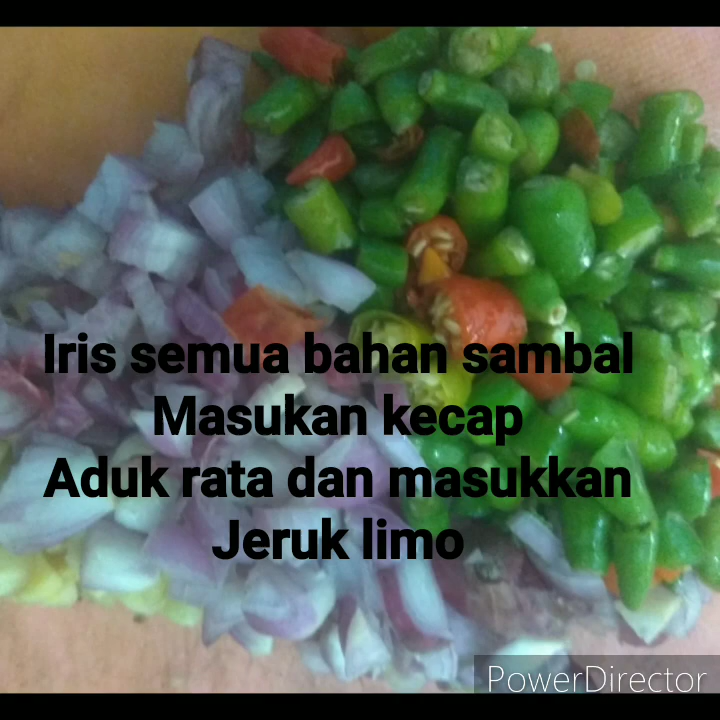 Iris semua bahan sambal
Masukan kecap
Aduk rata dan masukkan
Jeruk limo
PowerDirector